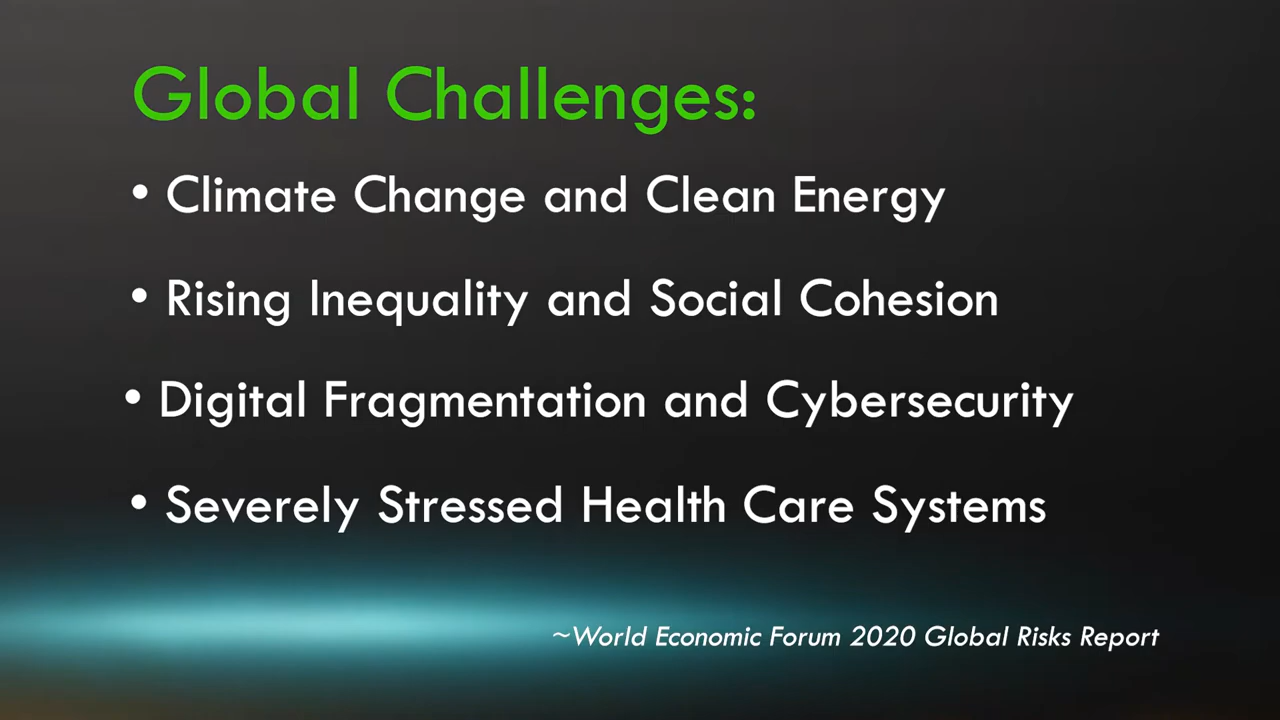 Global Challenges:
• Climate Change and Clean Energy
• Rising Inequality and Social Cohesion
• Digital Fragmentation and Cybersecurity
• Severely Stressed Health Care Systems
~World Economic Forum 2020 Global Risks Report